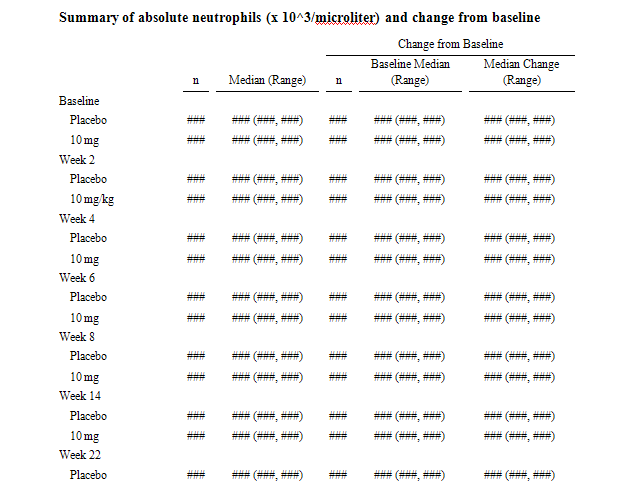 Summary of absolute neutrophils (x 10^3/microliter) and change from baseline
Change from Baseline
n Median (Range) n Baseline Median (Range) Median Change (Range)
Baseline
Placebo ### ### (###, ###) ### ### (###, ###) ### (###, ###)
10 mg ### ### (###, ###) ### ### (###, ###) ### (###, ###)
Week 2
Placebo ### ### (###, ###) ### ### (###, ###) ### (###, ###)
10 mg/kg ### ### (###, ###) ### ### (###, ###) ### (###, ###)
Week 4
Placebo ### ### (###, ###) ### ### (###, ###) ### (###, ###)
10 mg ### ### (###, ###) ### ### (###, ###) ### (###, ###)
Week 6
Placebo ### ### (###, ###) ### ### (###, ###) ### (###, ###)
10 mg ### ### (###, ###) ### ### (###, ###) ### (###, ###)
Week 8
Placebo ### ### (###, ###) ### ### (###, ###) ### (###, ###)
10 mg ### ### (###, ###) ### ### (###, ###) ### (###, ###)
Week 14
Placebo ### ### (###, ###) ### ### (###, ###) ### (###, ###)
10 mg ### ### (###, ###) ### ### (###, ###) ### (###, ###)
Week 22
Placebo ### ### (###, ###) ### ### (###, ###) ### (###, ###)